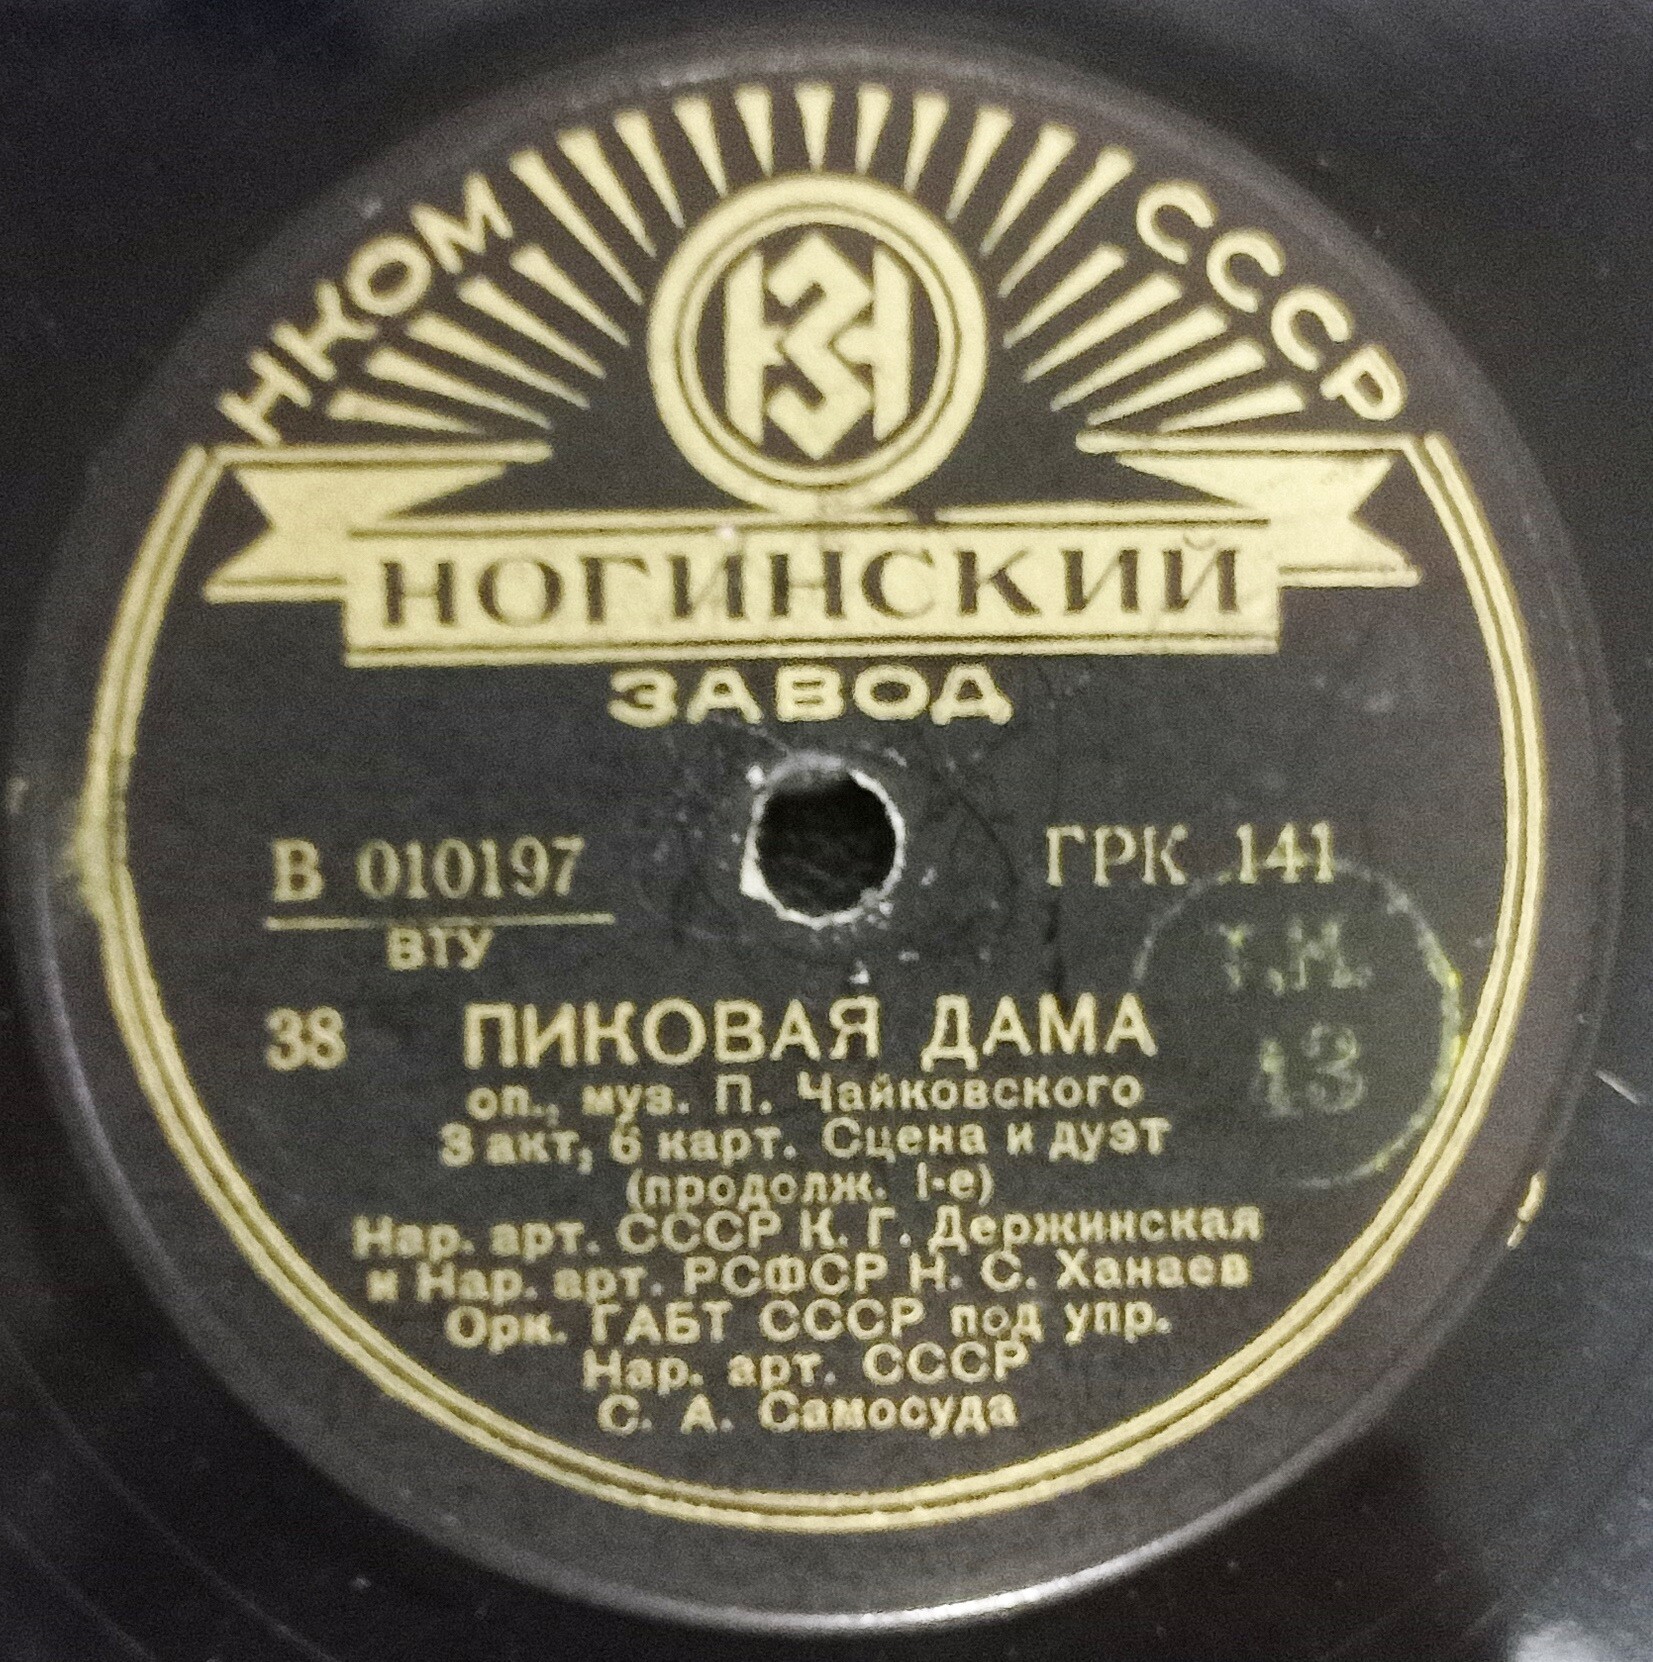 НКОМ СССР
НЗ
НОГИНСКИЙ
ЗАВОД
В 010197 ГРК 141
ВТУ
Т.М.
43
38 ПИКОВАЯ ДАМА
оп., муз. П. Чайковского
3 акт, 6 карт. Сцена и дуэт
(продолж. I-е)
Нар. арт. СССР К. Г. Держинская
и Нар. арт. РСФСР Н. С. Ханаев
Орк. ГАБТ СССР под упр.
Нар. арт. СССР
С. А. Самосуда